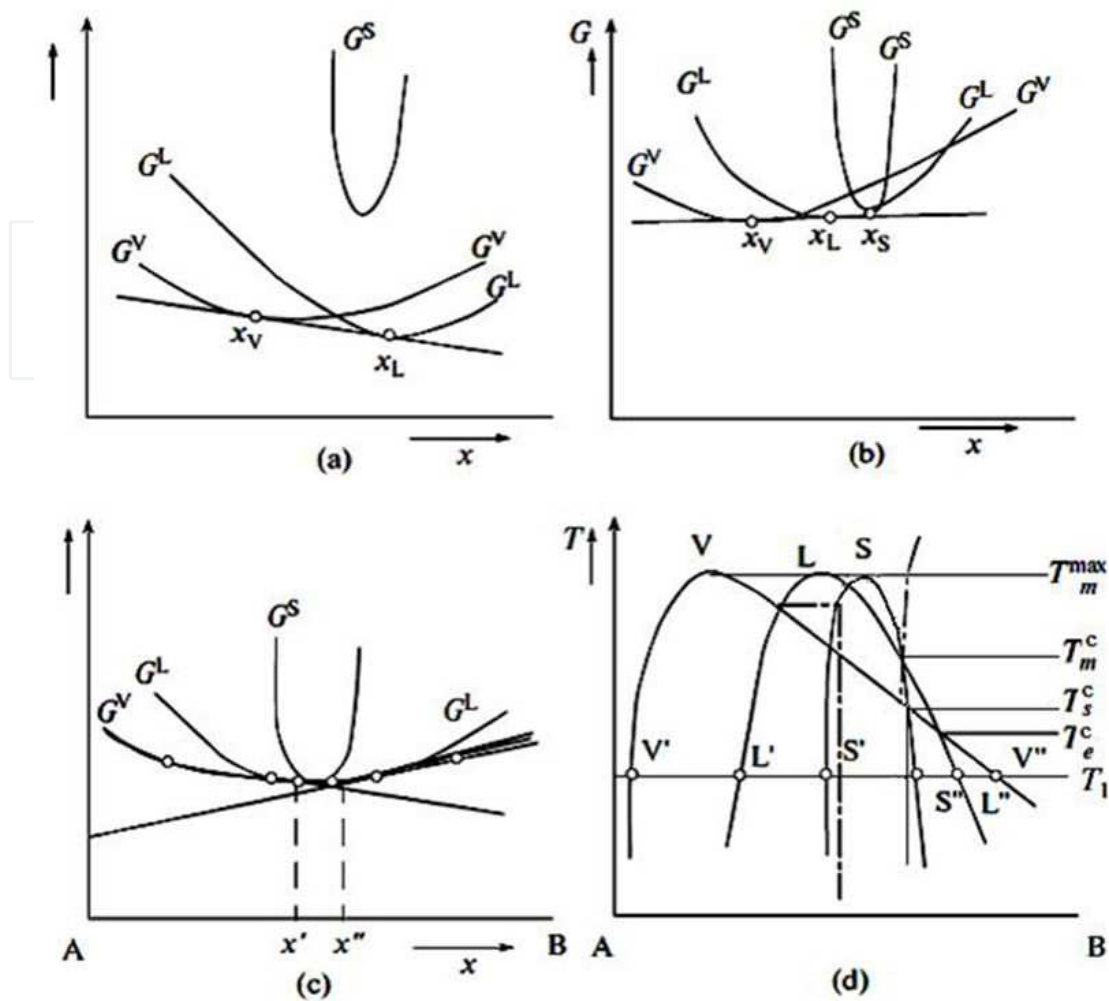 G^S
G^L
G^V
G^V
G^L
x_V
x_L
x
(a)
G
G^S
G^S
G^L
G^L
G^V
G^V
x_V
x_L
x_S
x
(b)
G^S
G^L
G^V
G^L
A
x'
x''
x
B
(c)
T
V
L
S
T_m^max
T_m^c
T_s^c
T_e^c
V'
L'
S'
S"
L"
V"
T_1
A
B
(d)